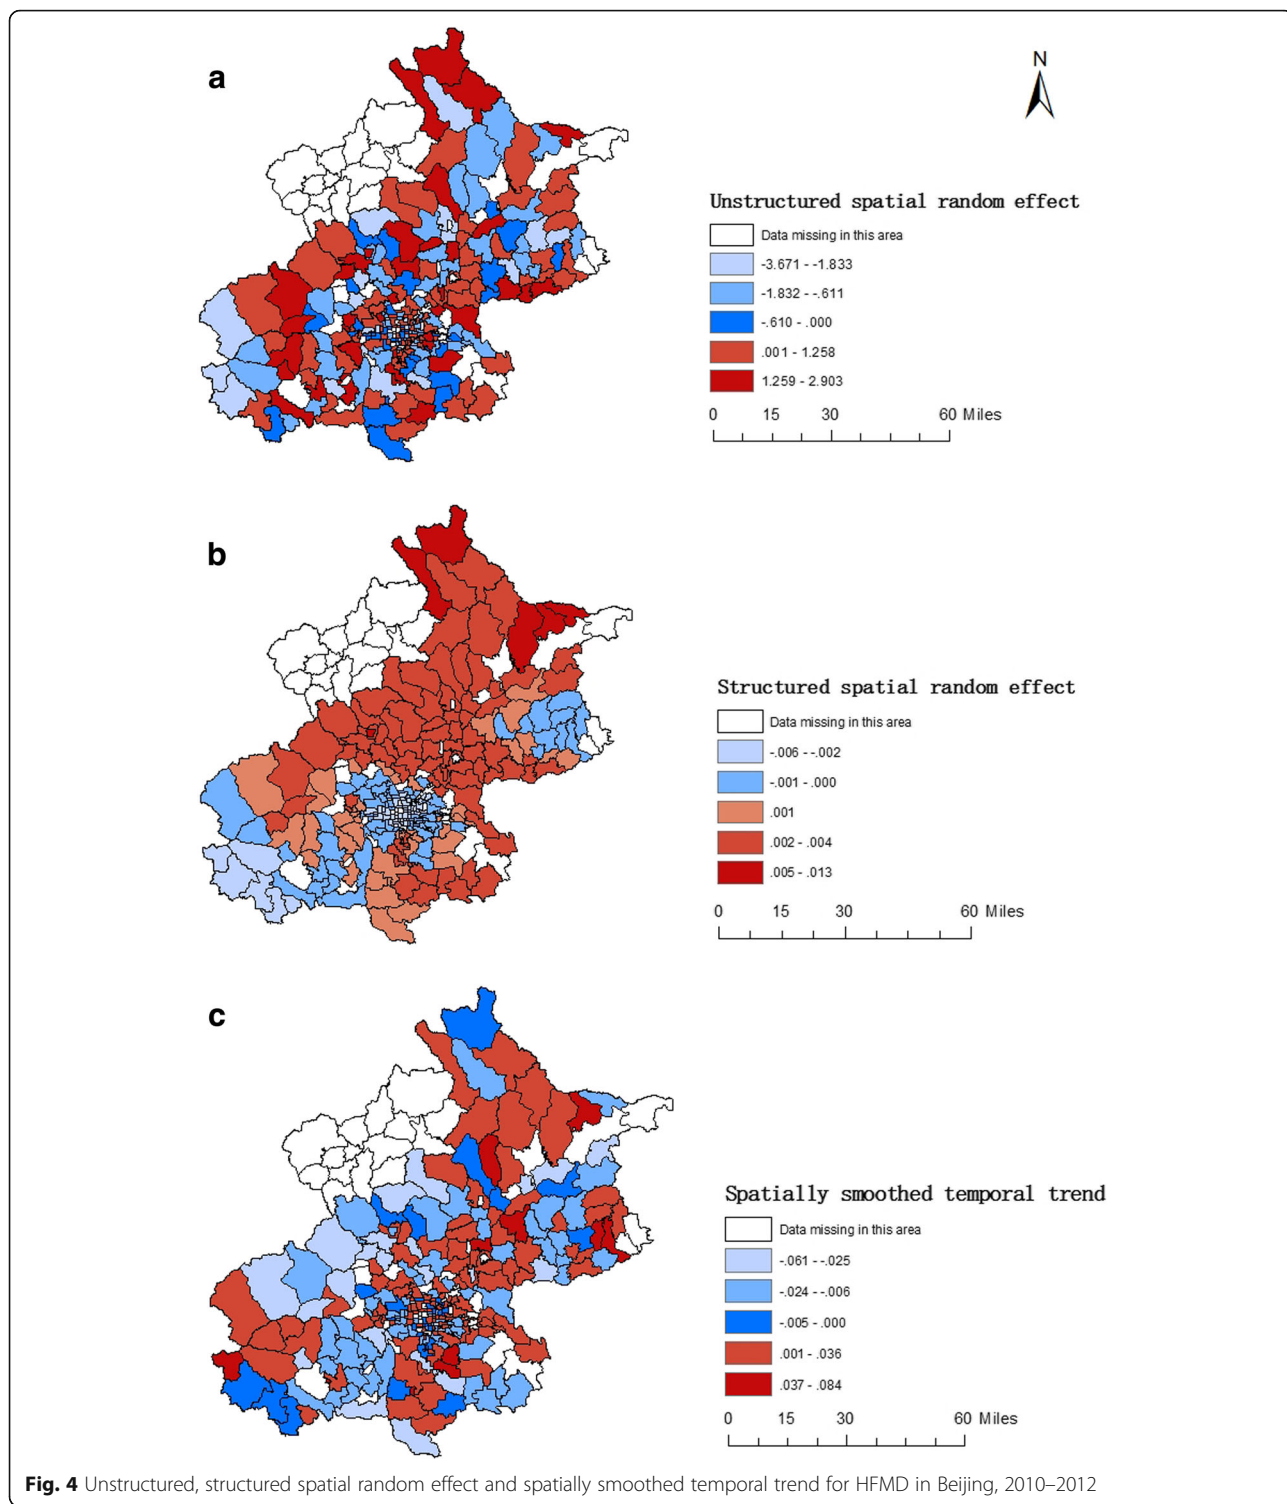 a
N
Unstructured spatial random effect
Data missing in this area
-3.671 - -1.833
-1.832 - -.611
-.610 - .000
.001 - 1.258
1.259 - 2.903
0 15 30 60 Miles
b
Structured spatial random effect
Data missing in this area
-.006 - -.002
-.001 - .000
.001
.002 - .004
.005 - .013
0 15 30 60 Miles
c
Spatially smoothed temporal trend
Data missing in this area
-.061 - -.025
-.024 - -.006
-.005 - .000
.001 - .036
.037 - .084
0 15 30 60 Miles
Fig. 4 Unstructured, structured spatial random effect and spatially smoothed temporal trend for HFMD in Beijing, 2010–2012